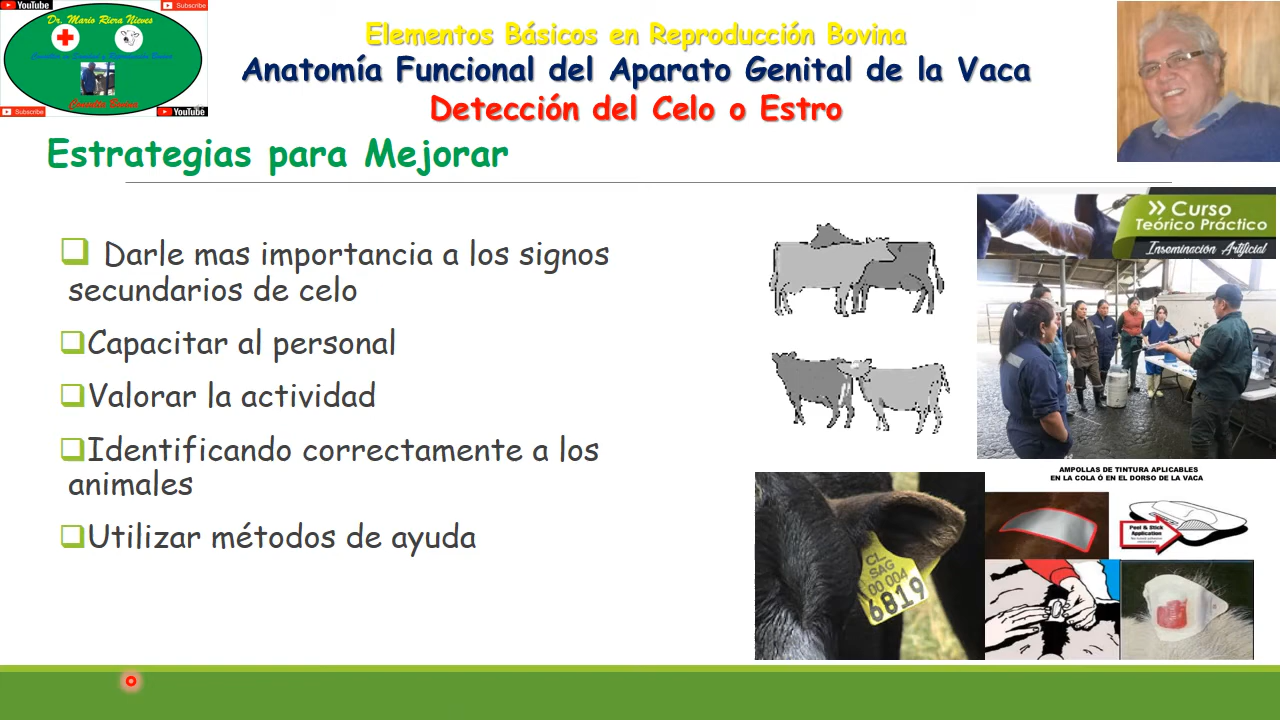 YouTube
Subscribe
Dr. Mario Riera Nieves
Consulta Bovina
Subscribe
YouTube
Elementos Básicos en Reproducción Bovina
Anatomía Funcional del Aparato Genital de la Vaca
Detección del Celo o Estro
Estrategias para Mejorar
Darle mas importancia a los signos
secundarios de celo
Capacitar al personal
Valorar la actividad
Identificando correctamente a los
animales
Utilizar métodos de ayuda
Curso
Teórico Práctico
Inseminación Artificial
CL.
SAG
00 004
6819
AMPOLLAS DE TINTURA APLICABLES
EN LA COLA Ó EN EL DORSO DE LA VACA
Peel & Stick
Application